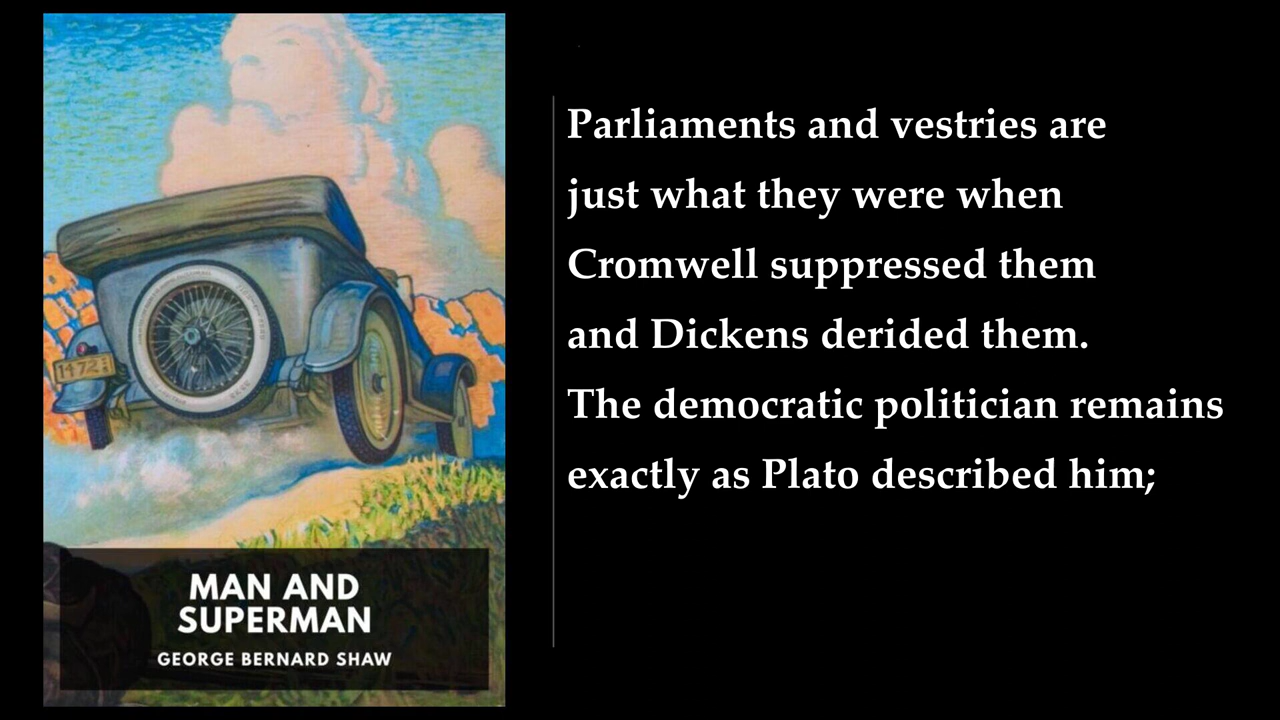 Parliaments and vestries are
just what they were when
Cromwell suppressed them
and Dickens derided them.
The democratic politician remains
exactly as Plato described him;
1472
MAN AND
SUPERMAN
GEORGE BERNARD SHAW